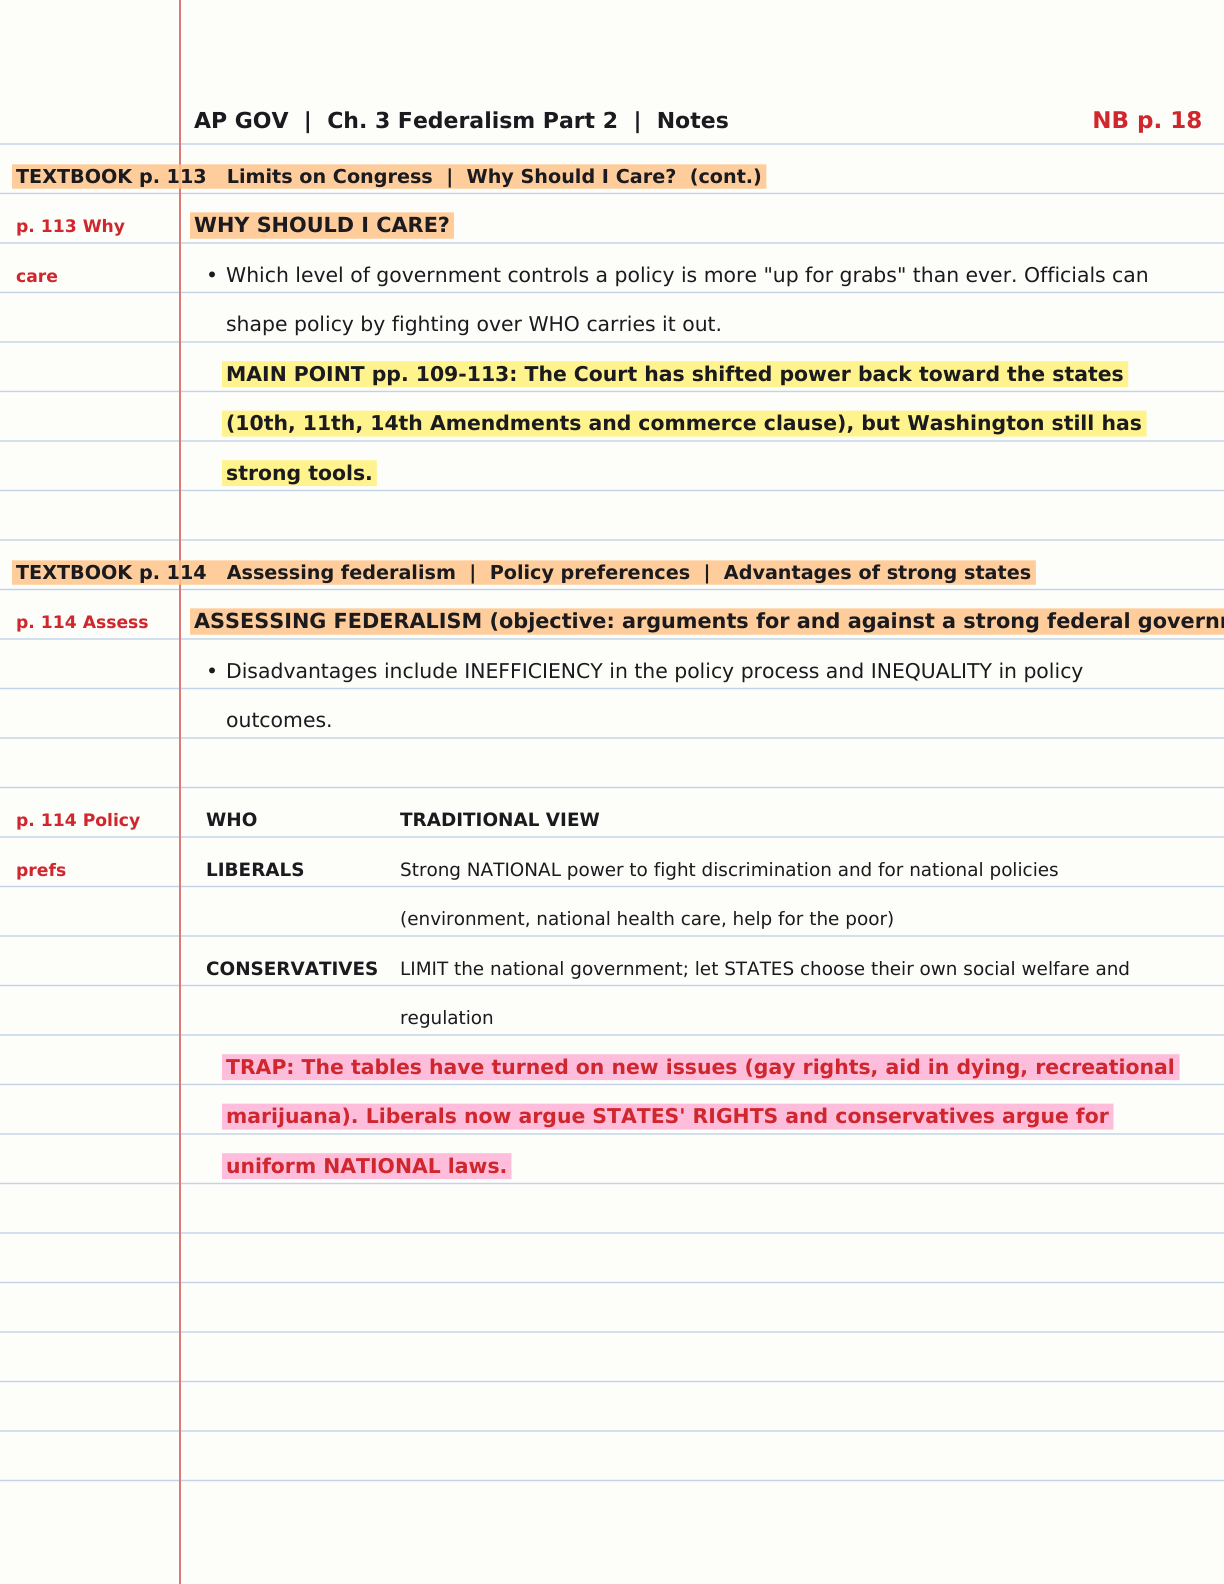 AP GOV | Ch. 3 Federalism Part 2 | Notes NB p. 18
TEXTBOOK p. 113 Limits on Congress | Why Should I Care? (cont.)
p. 113 Why WHY SHOULD I CARE?
care • Which level of government controls a policy is more "up for grabs" than ever. Officials can
shape policy by fighting over WHO carries it out.
MAIN POINT pp. 109-113: The Court has shifted power back toward the states
(10th, 11th, 14th Amendments and commerce clause), but Washington still has
strong tools.
TEXTBOOK p. 114 Assessing federalism | Policy preferences | Advantages of strong states
p. 114 Assess ASSESSING FEDERALISM (objective: arguments for and against a strong federal
• Disadvantages include INEFFICIENCY in the policy process and INEQUALITY in policy
outcomes.
p. 114 Policy WHO TRADITIONAL VIEW
prefs LIBERALS Strong NATIONAL power to fight discrimination and for national policies
(environment, national health care, help for the poor)
CONSERVATIVES LIMIT the national government; let STATES choose their own social welfare and
regulation
TRAP: The tables have turned on new issues (gay rights, aid in dying, recreational
marijuana). Liberals now argue STATES' RIGHTS and conservatives argue for
uniform NATIONAL laws.